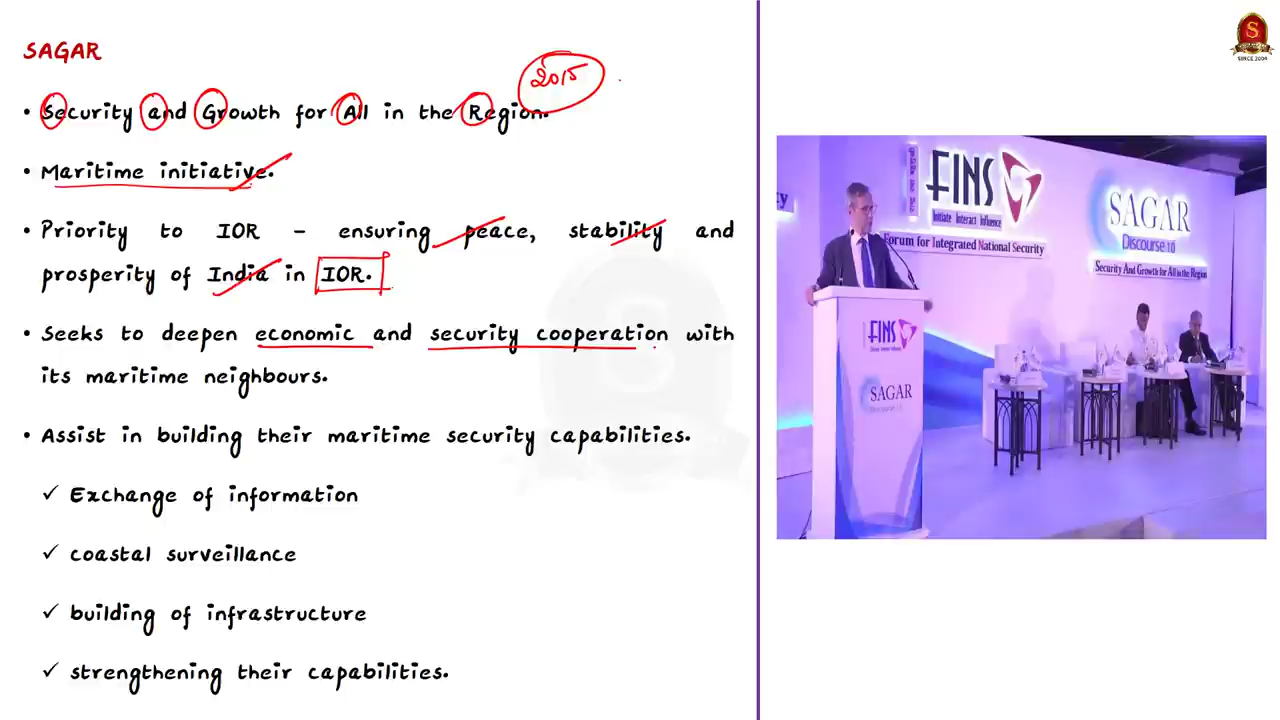 SAGAR
2015
• Security and Growth for All in the Region.
• Maritime initiative.
• Priority to IOR – ensuring peace, stability and
prosperity of India in IOR.
• Seeks to deepen economic and security cooperation with
its maritime neighbours.
• Assist in building their maritime security capabilities.
✓ Exchange of information
✓ coastal surveillance
✓ building of infrastructure
✓ strengthening their capabilities.
S
SINCE 2004
FINS
Initiate Interact Influence
Forum for Integrated National Security
SAGAR
Discourse 1.0
Security And Growth for All in the Region
FINS
SAGAR
Discourse 1.0